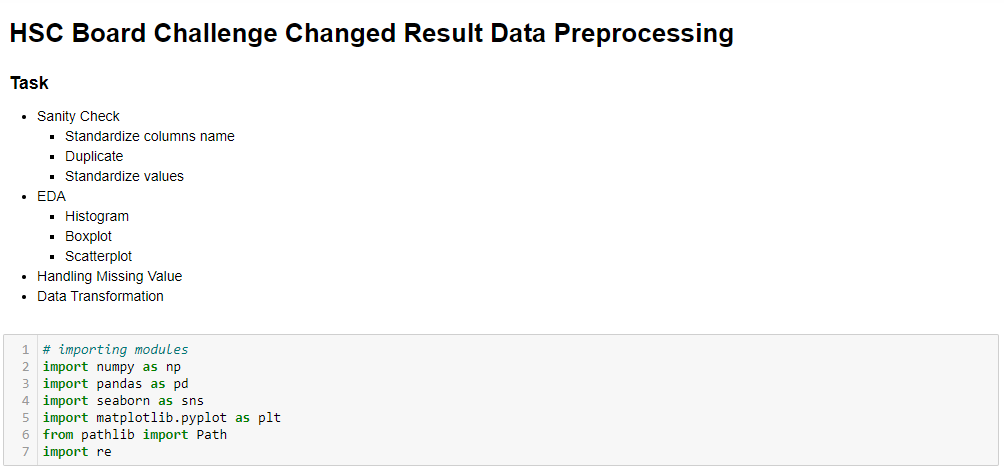 HSC Board Challenge Changed Result Data Preprocessing
Task
Sanity Check
Standardize columns name
Duplicate
Standardize values
EDA
Histogram
Boxplot
Scatterplot
Handling Missing Value
Data Transformation
1 # importing modules
2 import numpy as np
3 import pandas as pd
4 import seaborn as sns
5 import matplotlib.pyplot as plt
6 from pathlib import Path
7 import re